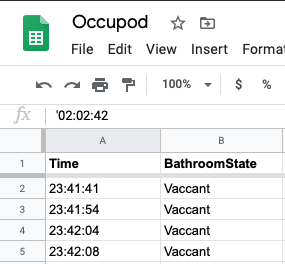 Occupod
File Edit View Insert Format
100% $ %
fx '02:02:42
A B
1 Time BathroomState
2 23:41:41 Vaccant
3 23:41:54 Vaccant
4 23:42:04 Vaccant
5 23:42:08 Vaccant